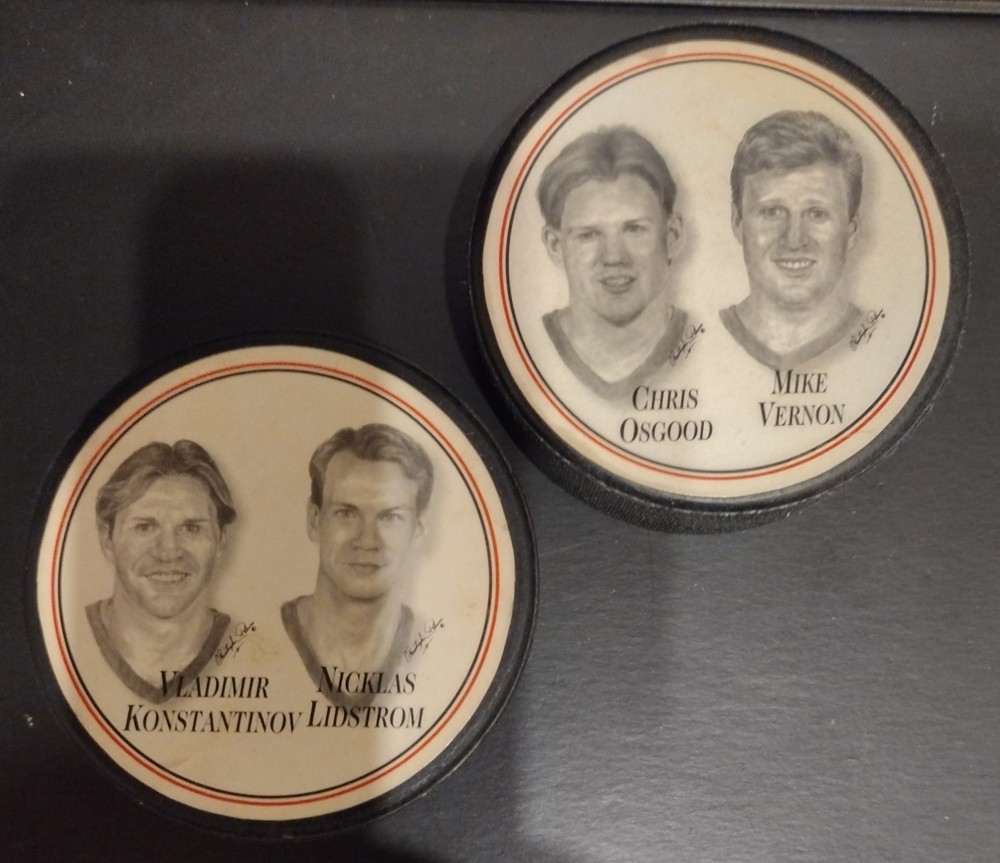 CHRIS
OSGOOD
MIKE
VERNON
VLADIMIR
KONSTANTINOV
NICKLAS
LIDSTROM